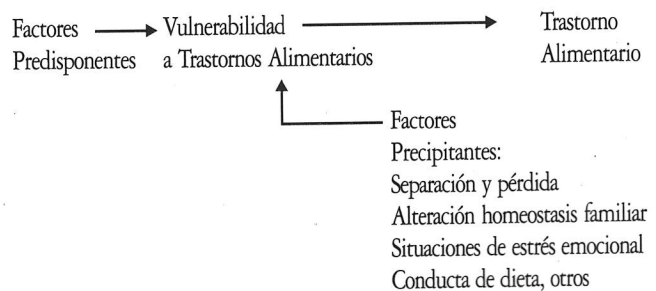 Factores
Predisponentes
Vulnerabilidad
a Trastornos Alimentarios
Trastorno
Alimentario
Factores
Precipitantes:
Separación y pérdida
Alteración homeostasis familiar
Situaciones de estrés emocional
Conducta de dieta, otros